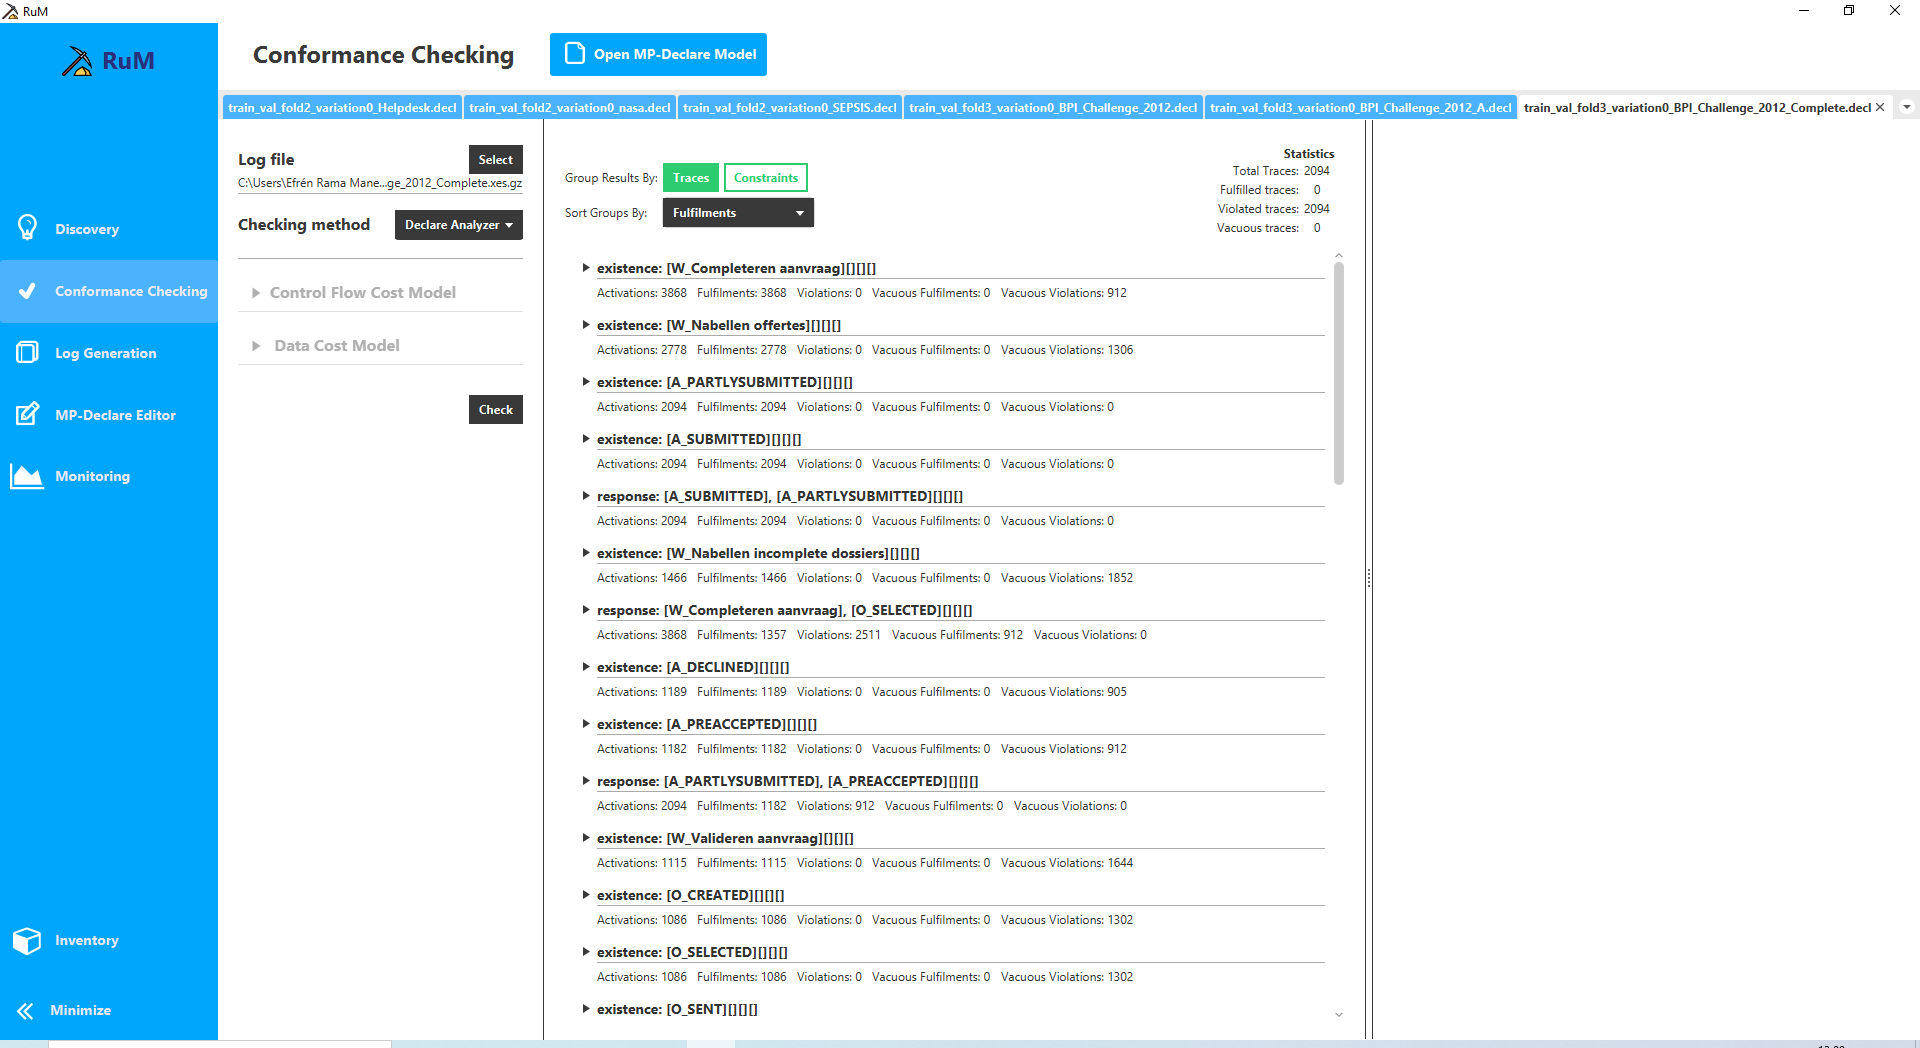 RuM
RuM
Conformance Checking
Open MP-Declare Model
train_val_fold2_variation0_Helpdesk.decl
train_val_fold2_variation0_nasa.decl
train_val_fold2_variation0_SEPSIS.decl
train_val_fold3_variation0_BPI_Challenge_2012.decl
train_val_fold3_variation0_BPI_Challenge_2012_A.decl
train_val_fold3_variation0_BPI_Challenge_2012_Complete.decl
Discovery
Conformance Checking
Log Generation
MP-Declare Editor
Monitoring
Inventory
Minimize
Log file
Select
C:\Users\Efrén Rama Mane...ge_2012_Complete.xes.gz
Checking method
Declare Analyzer
Control Flow Cost Model
Data Cost Model
Check
Group Results By:
Traces
Constraints
Sort Groups By:
Fulfilments
Statistics
Total Traces: 2094
Fulfilled traces: 0
Violated traces: 2094
Vacuous traces: 0
existence: [W_Completeren aanvraag][][][]
Activations: 3868 Fulfilments: 3868 Violations: 0 Vacuous Fulfilments: 0 Vacuous Violations: 912
existence: [W_Nabellen offertes][][][]
Activations: 2778 Fulfilments: 2778 Violations: 0 Vacuous Fulfilments: 0 Vacuous Violations: 1306
existence: [A_PARTLYSUBMITTED][][][]
Activations: 2094 Fulfilments: 2094 Violations: 0 Vacuous Fulfilments: 0 Vacuous Violations: 0
existence: [A_SUBMITTED][][][]
Activations: 2094 Fulfilments: 2094 Violations: 0 Vacuous Fulfilments: 0 Vacuous Violations: 0
response: [A_SUBMITTED], [A_PARTLYSUBMITTED][][][]
Activations: 2094 Fulfilments: 2094 Violations: 0 Vacuous Fulfilments: 0 Vacuous Violations: 0
existence: [W_Nabellen incomplete dossiers][][][]
Activations: 1466 Fulfilments: 1466 Violations: 0 Vacuous Fulfilments: 0 Vacuous Violations: 1852
response: [W_Completeren aanvraag], [O_SELECTED][][][]
Activations: 3868 Fulfilments: 1357 Violations: 2511 Vacuous Fulfilments: 912 Vacuous Violations: 0
existence: [A_DECLINED][][][]
Activations: 1189 Fulfilments: 1189 Violations: 0 Vacuous Fulfilments: 0 Vacuous Violations: 905
existence: [A_PREACCEPTED][][][]
Activations: 1182 Fulfilments: 1182 Violations: 0 Vacuous Fulfilments: 0 Vacuous Violations: 912
response: [A_PARTLYSUBMITTED], [A_PREACCEPTED][][][]
Activations: 2094 Fulfilments: 1182 Violations: 912 Vacuous Fulfilments: 0 Vacuous Violations: 0
existence: [W_Valideren aanvraag][][][]
Activations: 1115 Fulfilments: 1115 Violations: 0 Vacuous Fulfilments: 0 Vacuous Violations: 1644
existence: [O_CREATED][][][]
Activations: 1086 Fulfilments: 1086 Violations: 0 Vacuous Fulfilments: 0 Vacuous Violations: 1302
existence: [O_SELECTED][][][]
Activations: 1086 Fulfilments: 1086 Violations: 0 Vacuous Fulfilments: 0 Vacuous Violations: 1302
existence: [O_SENT][][][]